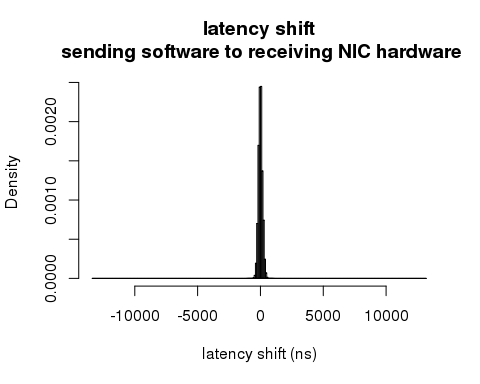 latency shift
sending software to receiving NIC hardware
Density
0.0020
0.0010
0.0000
-10000 -5000 0 5000 10000
latency shift (ns)